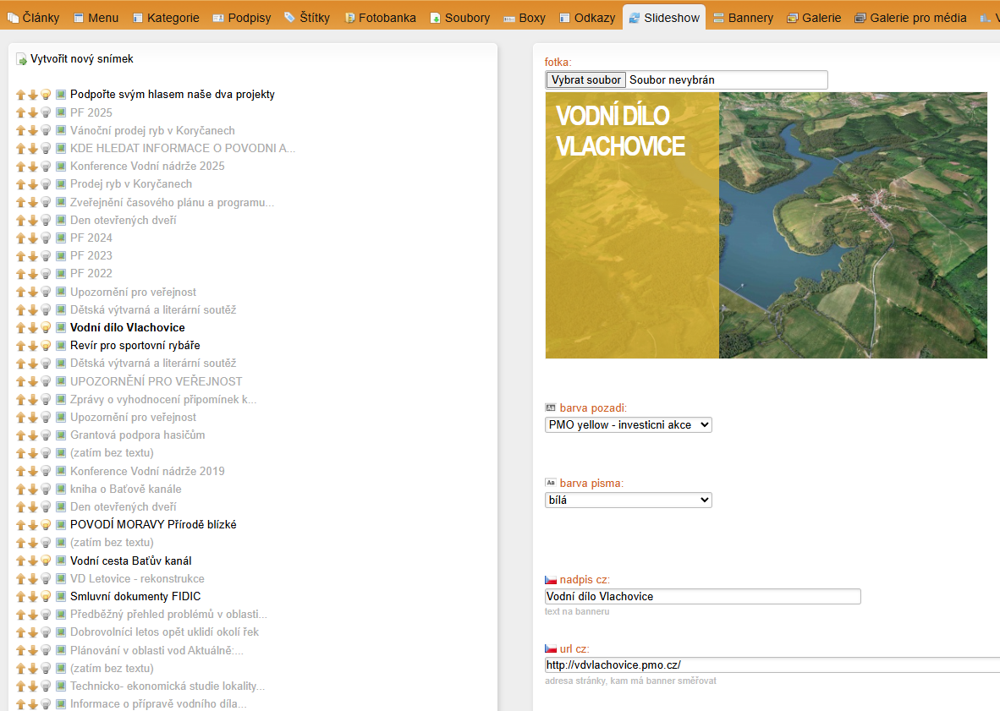 Články Menu Kategorie Podpisy Štítky Fotobanka Soubory Boxy Odkazy Slideshow Bannery Galerie Galerie pro média V
Vytvořit nový snímek
Podpořte svým hlasem naše dva projekty
PF 2025
Vánoční prodej ryb v Koryčanech
KDE HLEDAT INFORMACE O POVODNI A...
Konference Vodní nádrže 2025
Prodej ryb v Koryčanech
Zveřejnění časového plánu a programu...
Den otevřených dveří
PF 2024
PF 2023
PF 2022
Upozornění pro veřejnost
Dětská výtvarná a literární soutěž
Vodní dílo Vlachovice
Revír pro sportovní rybáře
Dětská výtvarná a literární soutěž
UPOZORNĚNÍ PRO VEŘEJNOST
Zprávy o vyhodnocení připomínek k...
Upozornění pro veřejnost
Grantová podpora hasičům
(zatím bez textu)
Konference Vodní nádrže 2019
kniha o Baťově kanále
Den otevřených dveří
POVODÍ MORAVY Přírodě blízké
(zatím bez textu)
Vodní cesta Baťův kanál
VD Letovice - rekonstrukce
Smluvní dokumenty FIDIC
Předběžný přehled problémů v oblasti...
Dobrovolníci letos opět uklidí okolí řek
Plánování v oblasti vod Aktuálně:...
(zatím bez textu)
Technicko- ekonomická studie lokality...
Informace o přípravě vodního díla...
fotka:
Vybrat soubor Soubor nevybrán
VODNÍ DÍLO
VLACHOVICE
Aa barva pozadi:
PMO yellow - investicni akce
Aa barva pisma:
bílá
nadpis cz:
Vodní dílo Vlachovice
text na banneru
url cz:
http://vdvlachovice.pmo.cz/
adresa stránky, kam má banner směřovat